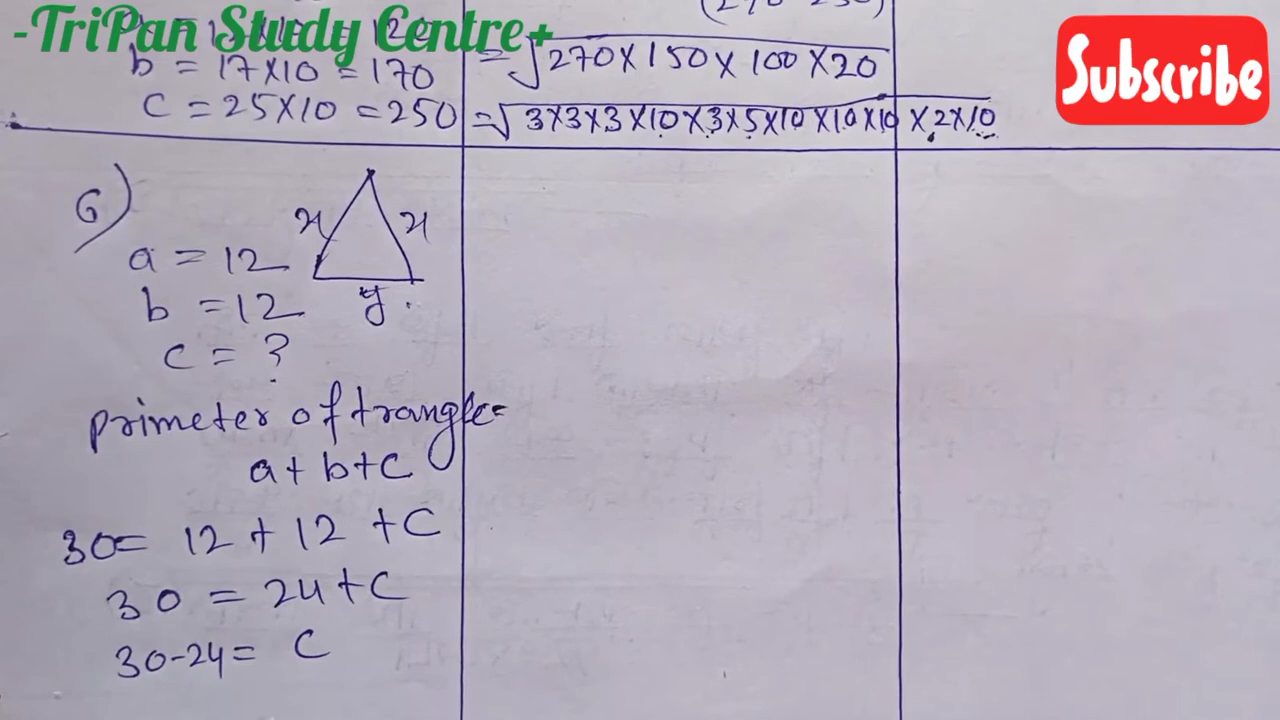 -TriPan Study Centre+
Subscribe
b = 17×10 = 170
c = 25×10 = 250
= √270×150×100×20
= √3×3×3×10×3×5×10×10×10×2×10
6)
x x
y
a = 12
b = 12
c = ?
primeter of trangle=
a+b+c
30= 12 + 12 + c
30 = 24+c
30-24= c